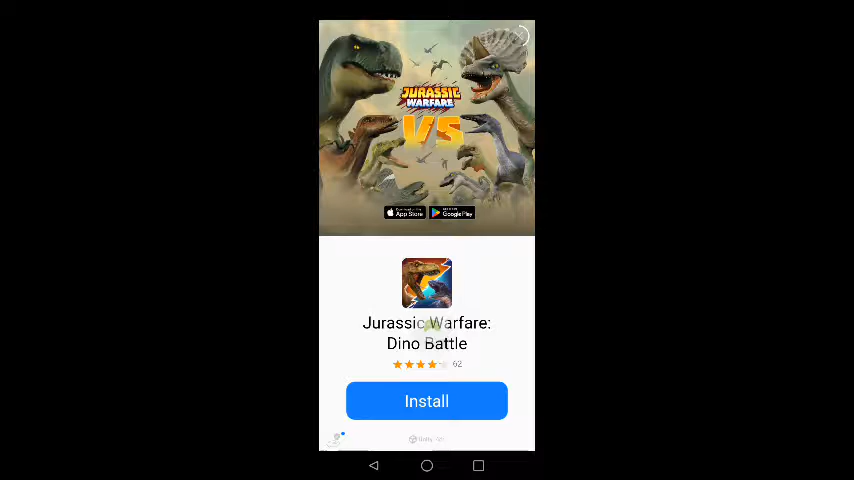 JURASSIC
WARFARE
VS
App Store
Google Play
Jurassic Warfare:
Dino Battle
62
Install